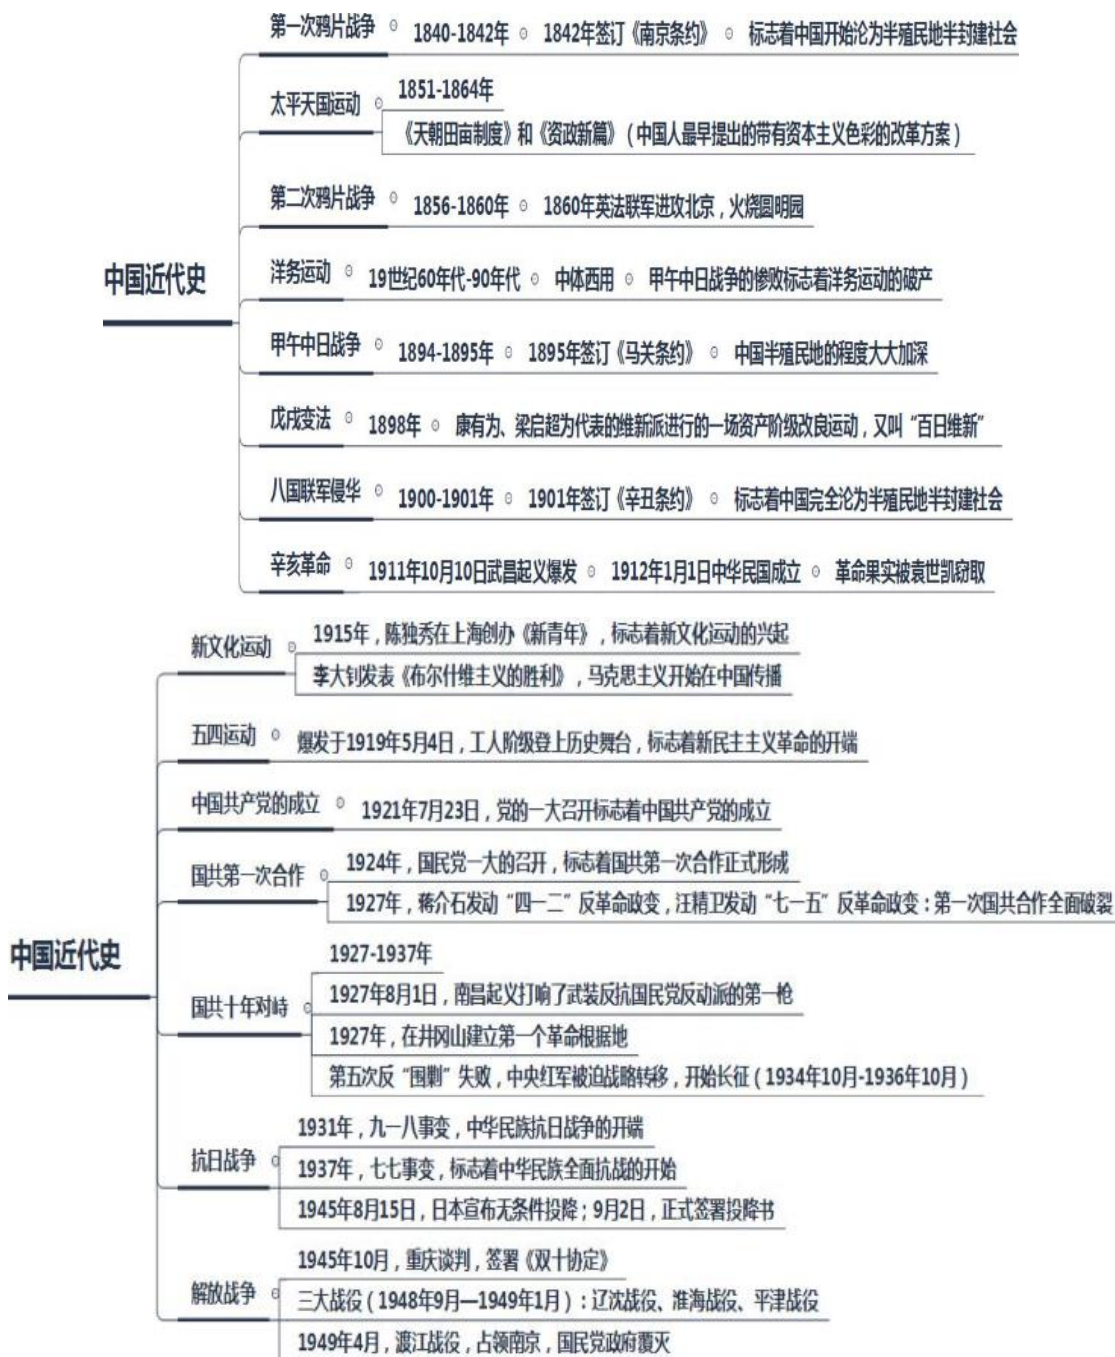 第一次鸦片战争 1840-1842年 1842年签订《南京条约》 标志着中国开始沦为半殖民地半封建社会
太平天国运动
1851-1864年
《天朝田亩制度》和《资政新篇》（中国人最早提出的带有资本主义色彩的改革方案）
第二次鸦片战争 1856-1860年 1860年英法联军进攻北京，火烧圆明园
中国近代史
洋务运动 19世纪60年代-90年代 中体西用 甲午中日战争的惨败标志着洋务运动的破产
甲午中日战争 1894-1895年 1895年签订《马关条约》 中国半殖民地的程度大大加深
戊戌变法 1898年 康有为、梁启超为代表的维新派进行的一场资产阶级改良运动，又叫“百日维新”
八国联军侵华 1900-1901年 1901年签订《辛丑条约》 标志着中国完全沦为半殖民地半封建社会
辛亥革命 1911年10月10日武昌起义爆发 1912年1月1日中华民国成立 革命果实被袁世凯窃取
新文化运动
1915年，陈独秀在上海创办《新青年》，标志着新文化运动的兴起
李大钊发表《布尔什维主义的胜利》，马克思主义开始在中国传播
五四运动 爆发于1919年5月4日，工人阶级登上历史舞台，标志着新民主主义革命的开端
中国共产党的成立 1921年7月23日，党的一大召开标志着中国共产党的成立
国共第一次合作
1924年，国民党一大的召开，标志着国共第一次合作正式形成
1927年，蒋介石发动“四一二”反革命政变，汪精卫发动“七一五”反革命政变：第一次国共合作全面破裂
中国近代史
国共十年对峙
1927-1937年
1927年8月1日，南昌起义打响了武装反抗国民党反动派的第一枪
1927年，在井冈山建立第一个革命根据地
第五次反“围剿”失败，中央红军被迫战略转移，开始长征（1934年10月-1936年10月）
抗日战争
1931年，九一八事变，中华民族抗日战争的开端
1937年，七七事变，标志着中华民族全面抗战的开始
1945年8月15日，日本宣布无条件投降；9月2日，正式签署投降书
解放战争
1945年10月，重庆谈判，签署《双十协定》
三大战役（1948年9月—1949年1月）：辽沈战役、淮海战役、平津战役
1949年4月，渡江战役，占领南京，国民党政府覆灭